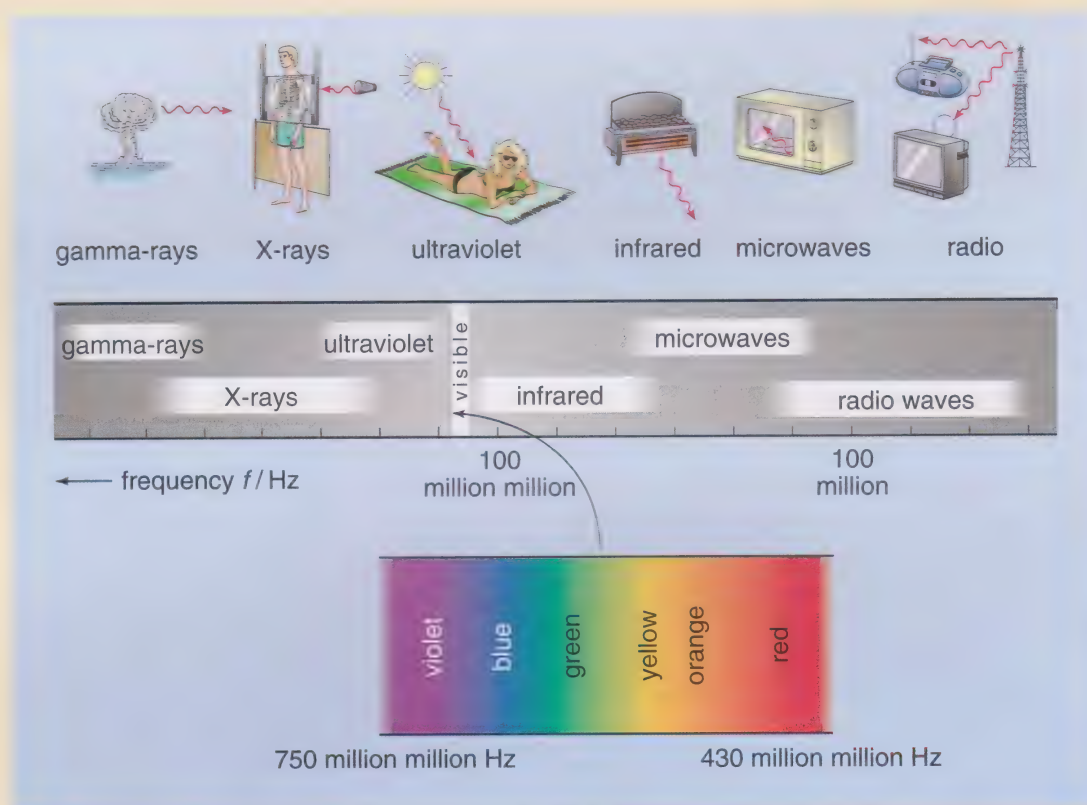 gamma-rays X-rays ultraviolet infrared microwaves radio
gamma-rays ultraviolet visible microwaves
X-rays infrared radio waves
← frequency f / Hz
100
million million
100
million
violet blue green yellow orange red
750 million million Hz 430 million million Hz